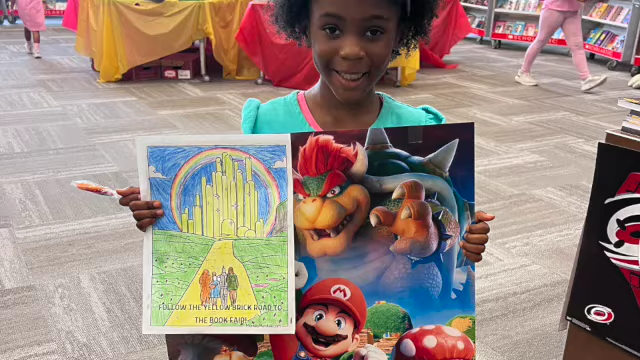 FOLLOW THE YELLOW BRICK ROAD TO
THE BOOK FAIR!
M